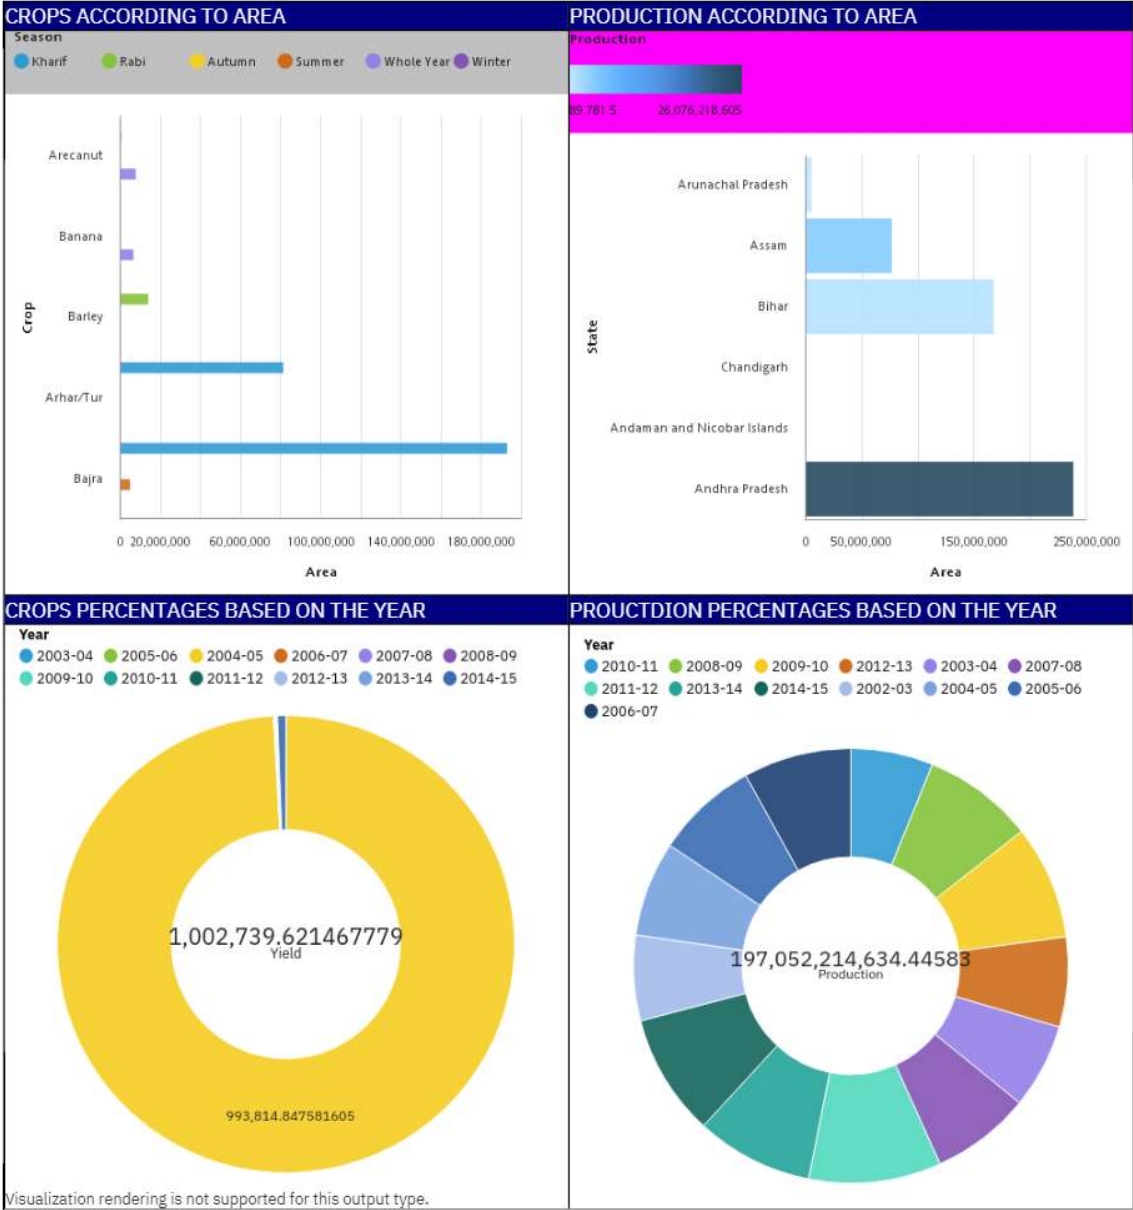 CROPS ACCORDING TO AREA
Season
Kharif Rabi Autumn Summer Whole Year Winter
Crop
Arecanut
Banana
Barley
Arhar/Tur
Bajra
0 20,000,000 60,000,000 100,000,000 140,000,000 180,000,000
Area
PRODUCTION ACCORDING TO AREA
Production
89,781.5 26,076,218,605
State
Arunachal Pradesh
Assam
Bihar
Chandigarh
Andaman and Nicobar Islands
Andhra Pradesh
0 50,000,000 150,000,000 250,000,000
Area
CROPS PERCENTAGES BASED ON THE YEAR
Year
2003-04 2005-06 2004-05 2006-07 2007-08 2008-09
2009-10 2010-11 2011-12 2012-13 2013-14 2014-15
1,002,739.621467779
Yield
993,814.847581605
Visualization rendering is not supported for this output type.
PROUCTDION PERCENTAGES BASED ON THE YEAR
Year
2010-11 2008-09 2009-10 2012-13 2003-04 2007-08
2011-12 2013-14 2014-15 2002-03 2004-05 2005-06
2006-07
197,052,214,634.44583
Production